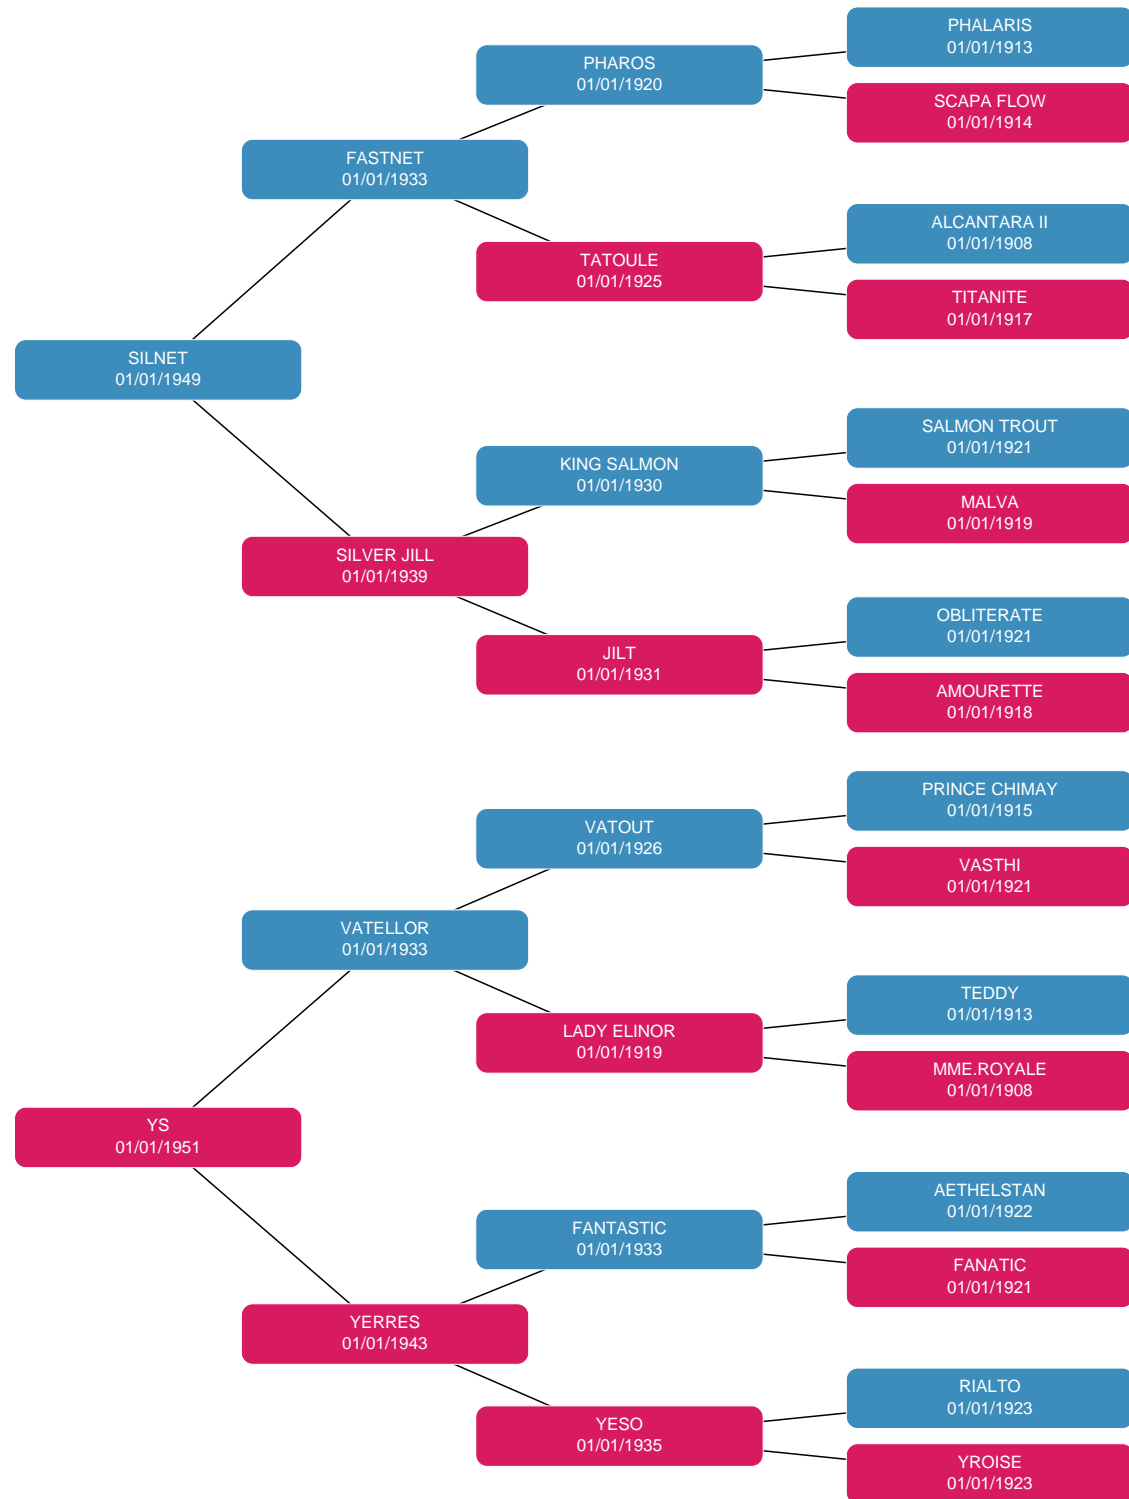 PHALARIS
01/01/1913
PHAROS
01/01/1920
SCAPA FLOW
01/01/1914
FASTNET
01/01/1933
ALCANTARA II
01/01/1908
TATOULE
01/01/1925
TITANITE
01/01/1917
SILNET
01/01/1949
SALMON TROUT
01/01/1921
KING SALMON
01/01/1930
MALVA
01/01/1919
SILVER JILL
01/01/1939
OBLITERATE
01/01/1921
JILT
01/01/1931
AMOURETTE
01/01/1918
PRINCE CHIMAY
01/01/1915
VATOUT
01/01/1926
VASTHI
01/01/1921
VATELLOR
01/01/1933
TEDDY
01/01/1913
LADY ELINOR
01/01/1919
MME.ROYALE
01/01/1908
YS
01/01/1951
AETHELSTAN
01/01/1922
FANTASTIC
01/01/1933
FANATIC
01/01/1921
YERRES
01/01/1943
RIALTO
01/01/1923
YESO
01/01/1935
YROISE
01/01/1923